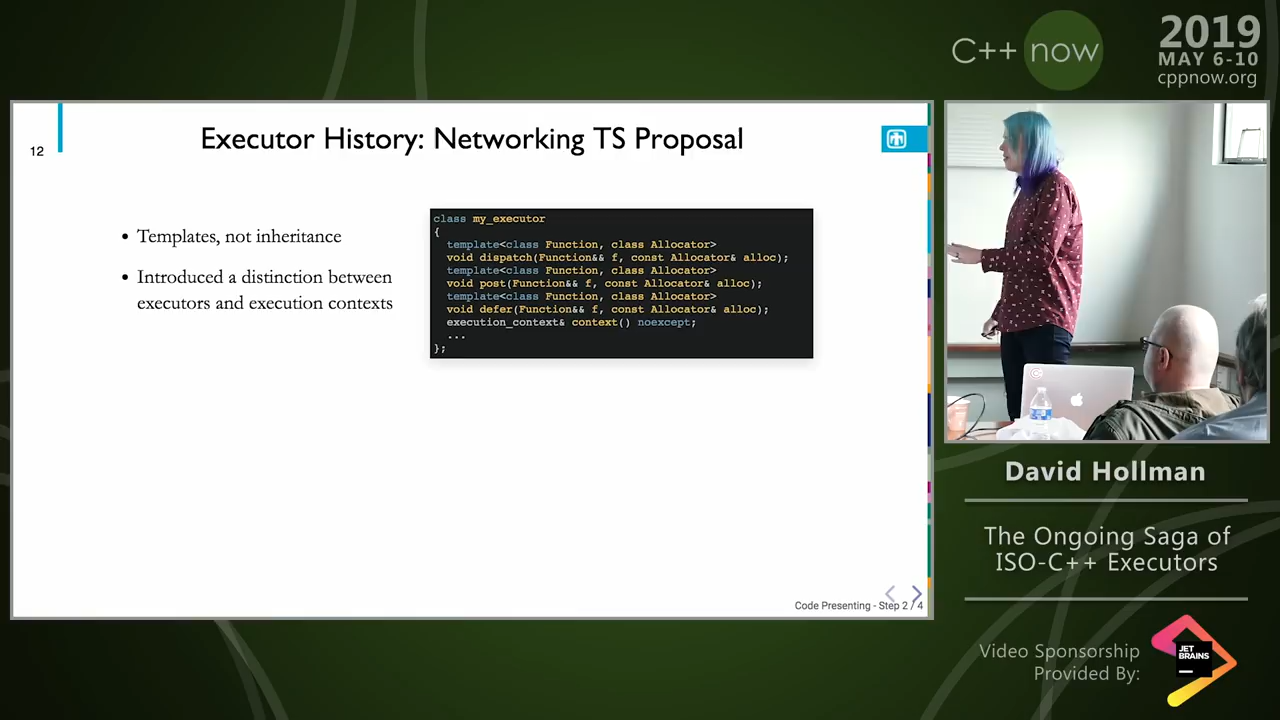 C++ now
2019
MAY 6-10
cppnow.org
12
Executor History: Networking TS Proposal
• Templates, not inheritance
• Introduced a distinction between
executors and execution contexts
class my_executor
{
template<class Function, class Allocator>
void dispatch(Function&& f, const Allocator& alloc);
template<class Function, class Allocator>
void post(Function&& f, const Allocator& alloc);
template<class Function, class Allocator>
void defer(Function&& f, const Allocator& alloc);
execution_context& context() noexcept;
...
};
Code Presenting - Step 2 / 4
David Hollman
The Ongoing Saga of
ISO-C++ Executors
Video Sponsorship
Provided By:
JET
BRAINS